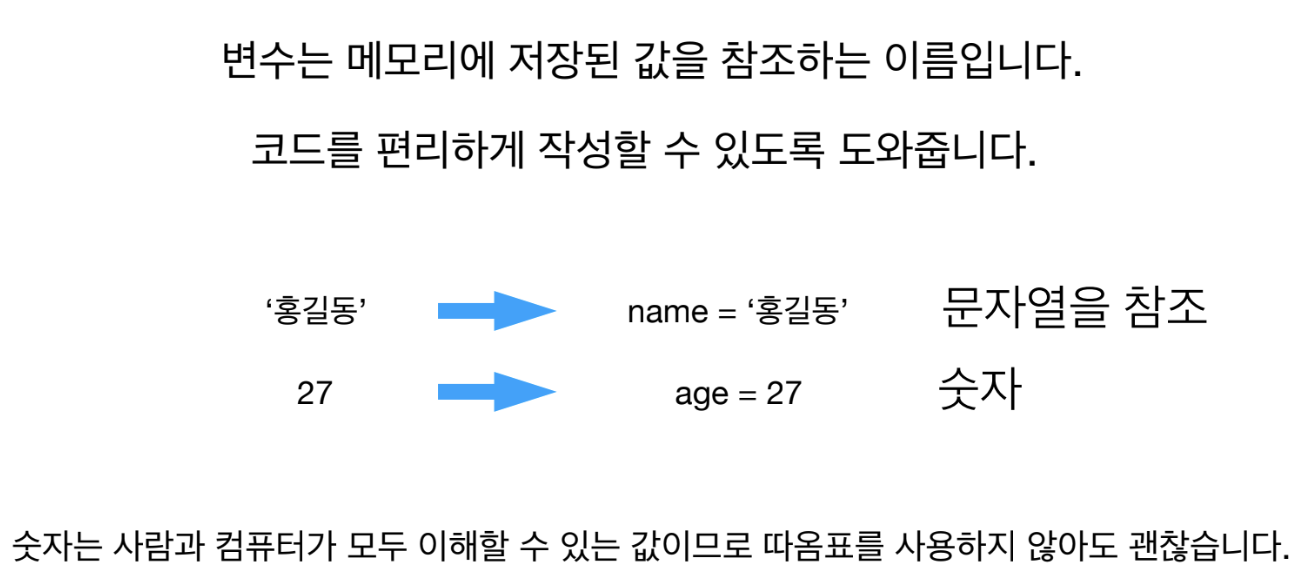 변수는 메모리에 저장된 값을 참조하는 이름입니다.
코드를 편리하게 작성할 수 있도록 도와줍니다.
‘홍길동’ name = ‘홍길동’ 문자열을 참조
27 age = 27 숫자
숫자는 사람과 컴퓨터가 모두 이해할 수 있는 값이므로 따옴표를 사용하지 않아도 괜찮습니다.